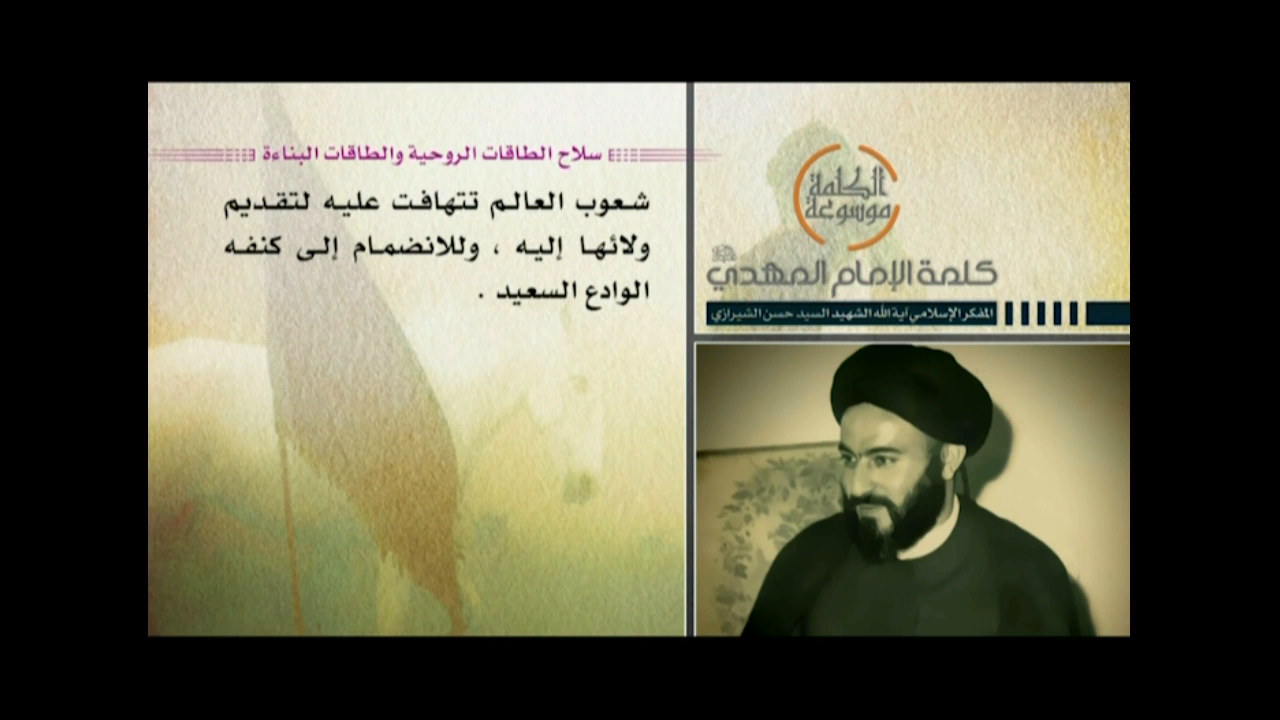 سلاح الطاقات الروحية والطاقات البناءة
شعوب العالم تتهافت عليه لتقديم
ولائها إليه ، وللانضمام إلى كنفه
الوادع السعيد .
الكلمة
موسوعة
كلمة الإمام المهدي
المفكر الإسلامي آية الله الشهيد السيد حسن الشيرازي